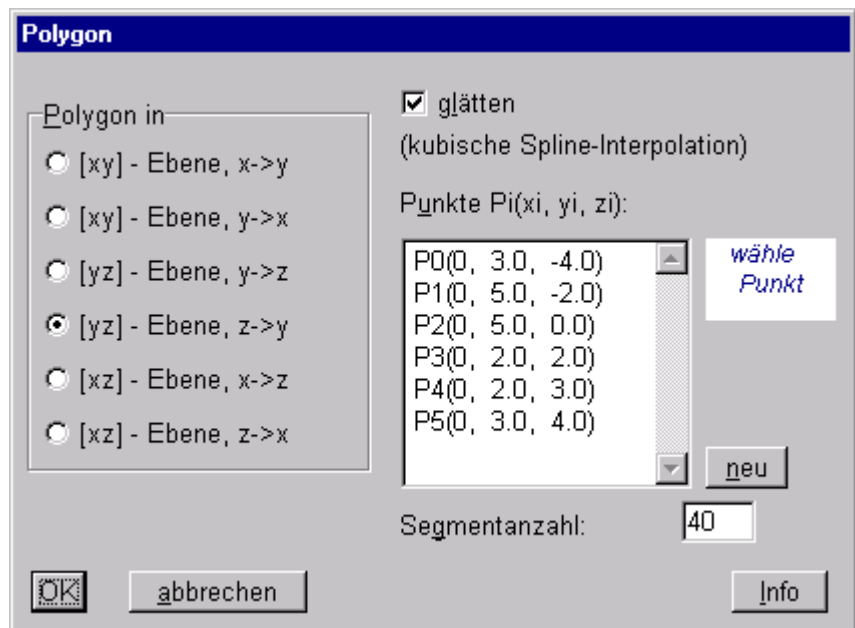 Polygon
Polygon in
[xy] - Ebene, x->y
[xy] - Ebene, y->x
[yz] - Ebene, y->z
[yz] - Ebene, z->y
[xz] - Ebene, x->z
[xz] - Ebene, z->x
glätten
(kubische Spline-Interpolation)
Punkte Pi(xi, yi, zi):
P0(0, 3.0, -4.0)
P1(0, 5.0, -2.0)
P2(0, 5.0, 0.0)
P3(0, 2.0, 2.0)
P4(0, 2.0, 3.0)
P5(0, 3.0, 4.0)
wähle
Punkt
neu
Segmentanzahl: 40
OK abbrechen Info